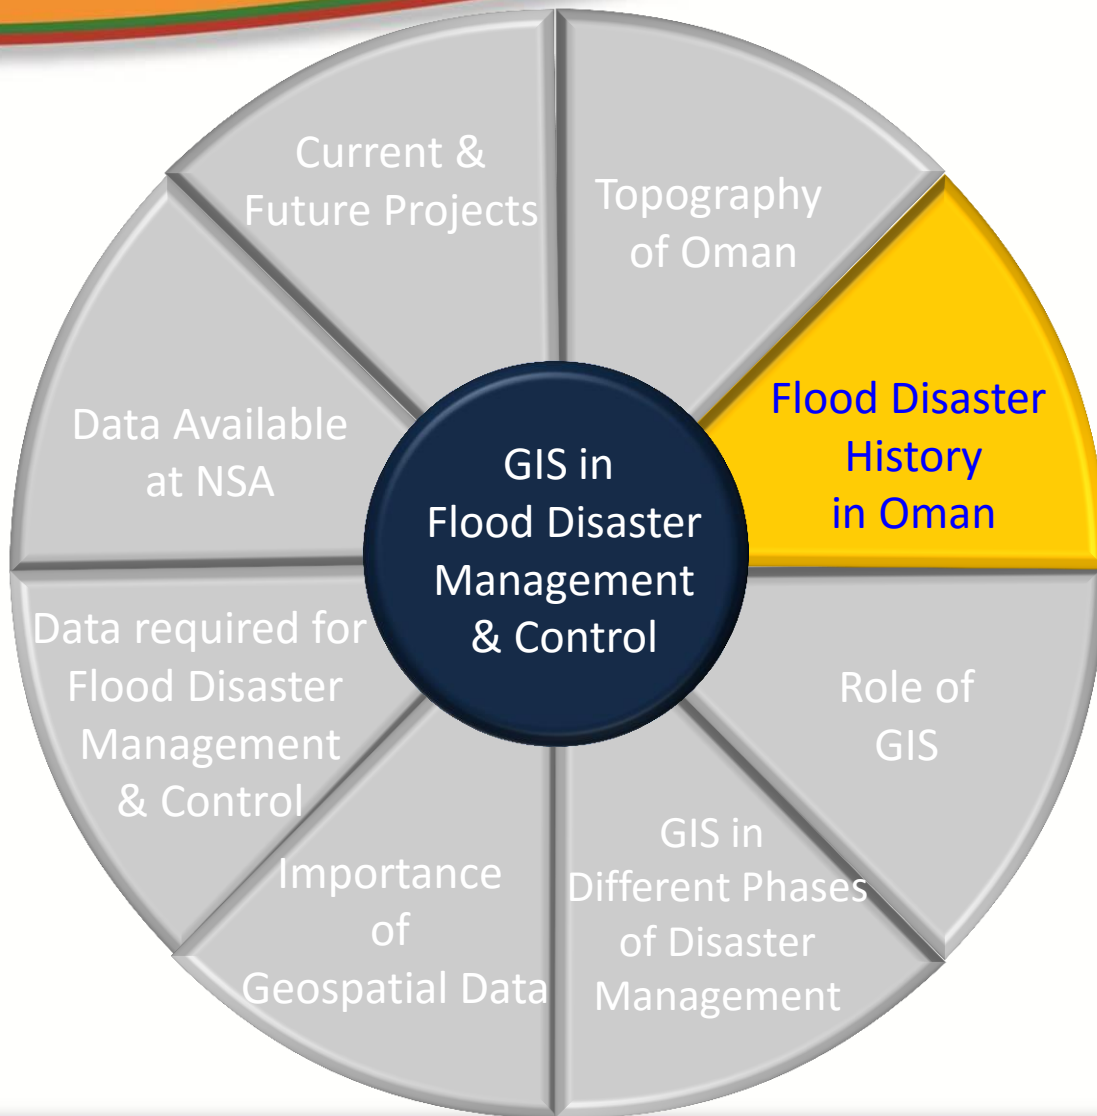 Current &
Future Projects
Topography
of Oman
Flood Disaster
History
in Oman
Data Available
at NSA
GIS in
Flood Disaster
Management
& Control
Data required for
Flood Disaster
Management
& Control
Role of
GIS
Importance
of
Geospatial Data
GIS in
Different Phases
of Disaster
Management